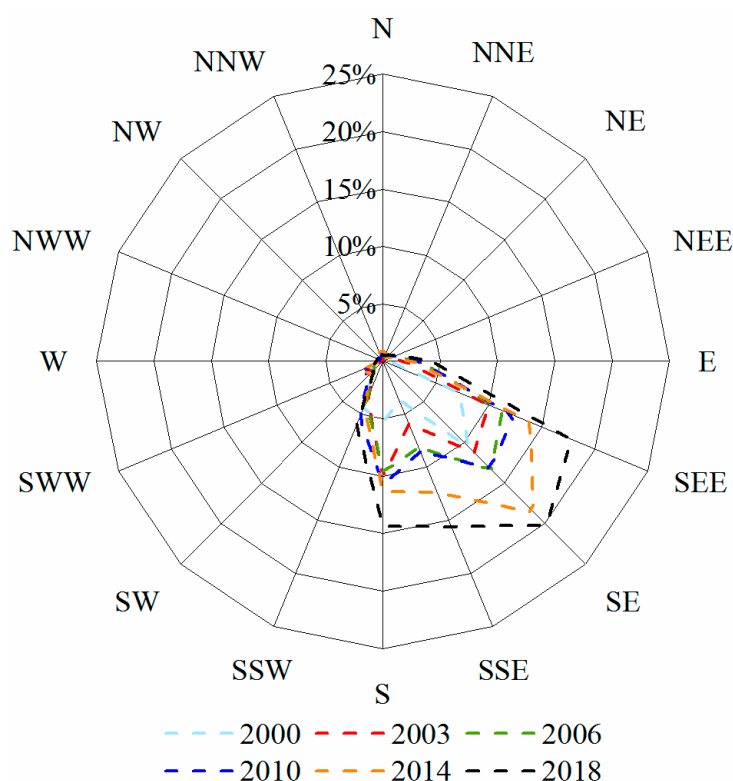 N
NNW NNE
25%
NW 20% NE
15%
NWW 10% NEE
5%
W E
SWW SEE
SW SE
SSW SSE
S
2000 2003 2006
2010 2014 2018